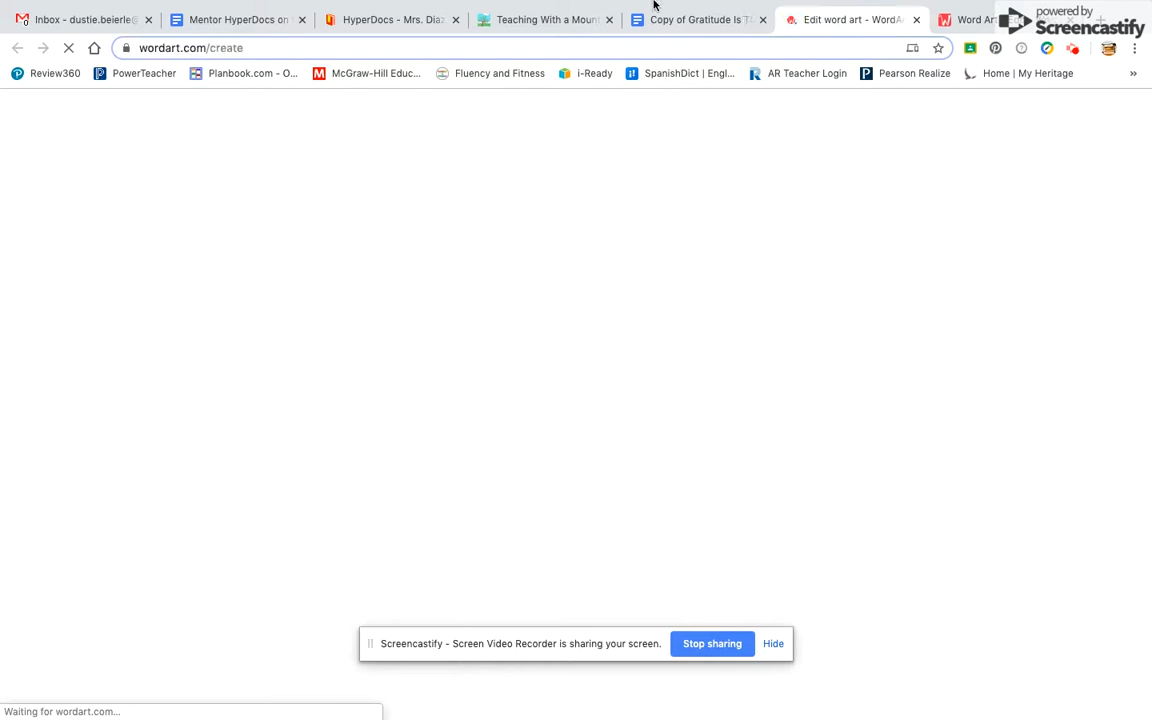 Inbox - dustie.beierle@ Mentor HyperDocs on HyperDocs - Mrs. Diaz Teaching With a Mount Copy of Gratitude Is Edit word art - WordA Word Ar
powered by
Screencastify
wordart.com/create
Review360 PowerTeacher Planbook.com - O... McGraw-Hill Educ... Fluency and Fitness i-Ready SpanishDict | Engl... AR Teacher Login Pearson Realize Home | My Heritage »
Screencastify - Screen Video Recorder is sharing your screen. Stop sharing Hide
Waiting for wordart.com...